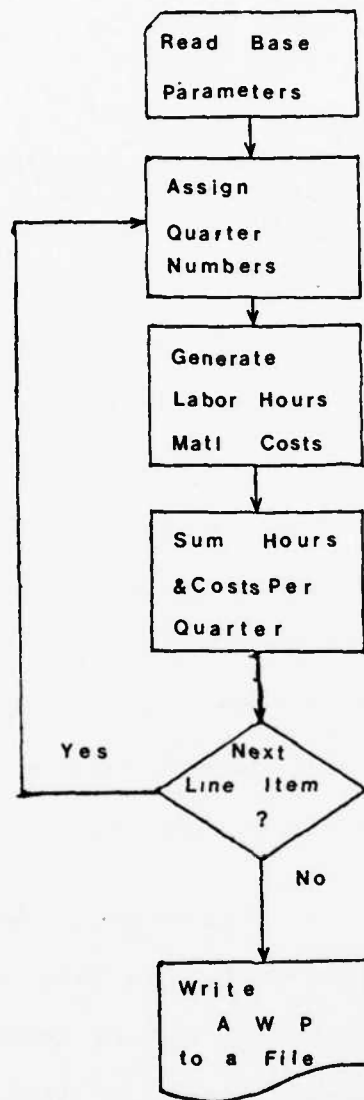 Read Base
Parameters
Assign
Quarter
Numbers
Generate
Labor Hours
Matl Costs
Sum Hours
&Costs Per
Quarter
Yes
Next
Line Item
?
No
Write
A W P
to a File